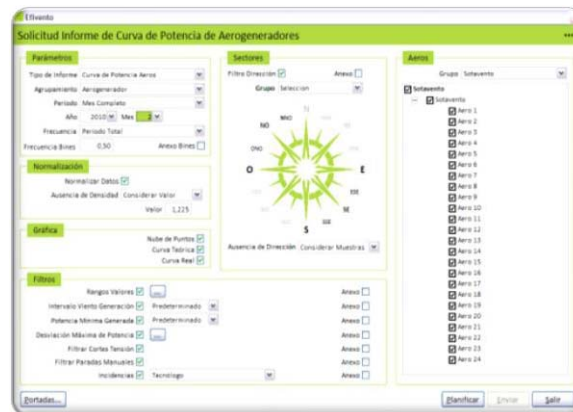 Efivento
Solicitud Informe de Curva de Potencia de Aerogeneradores
Parámetros
Tipo de Informe Curva de Potencia Aeros
Agrupamiento Aerogenerador
Periodo Mes Completo
Año 2010 Mes 2
Frecuencia Periodo Total
Frecuencia Bines 0,50 Anexo Bines
Normalización
Normalizar Datos
Ausencia de Densidad Considerar Valor
Valor 1,225
Gráfica
Nube de Puntos
Curva Teórica
Curva Real
Sectores
Filtro Dirección Anexo
Grupo Seleccion
N
NNO
NO
ONO
O
E
ESE
SE
SSE
S
Ausencia de Dirección Considerar Muestras
Filtros
Rangos Valores ... Anexo
Intervalo Viento Generación Predeterminado Anexo
Potencia Mínima Generada Predeterminado Anexo
Desviación Máxima de Potencia ... Anexo
Filtrar Cortes Tensión Anexo
Filtrar Paradas Manuales Anexo
Incidencias Tecnologo Anexo
Aeros
Grupo Sotavento
Sotavento
Sotavento
Aero 1
Aero 2
Aero 3
Aero 4
Aero 5
Aero 6
Aero 7
Aero 8
Aero 9
Aero 10
Aero 11
Aero 12
Aero 13
Aero 14
Aero 15
Aero 16
Aero 17
Aero 18
Aero 19
Aero 20
Aero 21
Aero 22
Aero 23
Aero 24
Portadas...
Planificar Enviar Salir